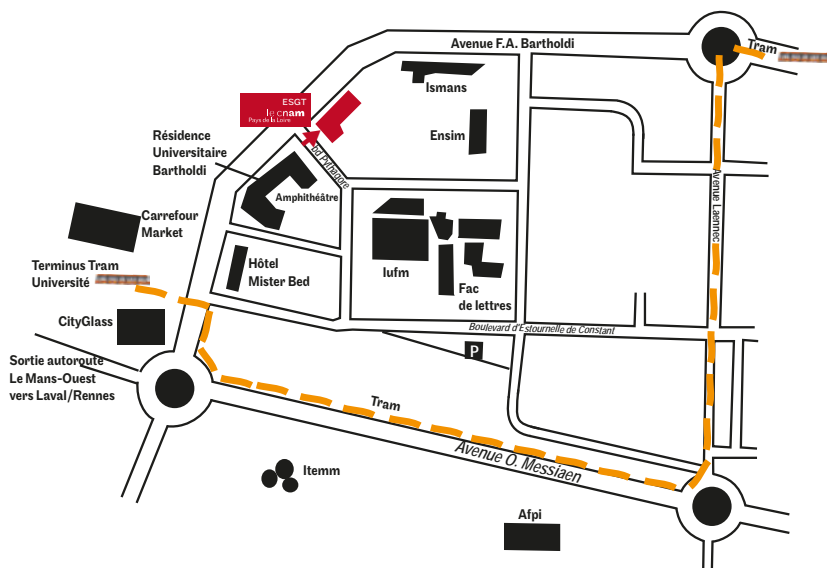 Avenue F.A. Bartholdi
Tram
Ismans
ESGT
le cnam
Pays de la Loire
Ensim
Résidence
Universitaire
Bartholdi
bd Pythagore
Amphithéâtre
Avenue Laennec
Carrefour
Market
Iufm
Hôtel
Mister Bed
Terminus Tram
Université
Fac
de lettres
CityGlass
Boulevard d'Estournelle de Constant
P
Sortie autoroute
Le Mans-Ouest
vers Laval/Rennes
Tram
Avenue O. Messiaen
Itemm
Afpi